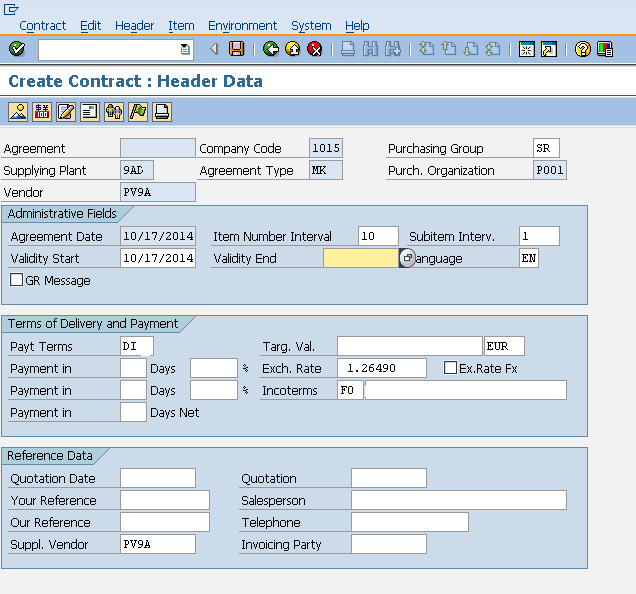 Contract Edit Header Item Environment System Help
Create Contract : Header Data
Agreement Company Code 1015 Purchasing Group SR
Supplying Plant 9AD Agreement Type MK Purch. Organization P001
Vendor PV9A
Administrative Fields
Agreement Date 10/17/2014 Item Number Interval 10 Subitem Interv. 1
Validity Start 10/17/2014 Validity End anguage EN
GR Message
Terms of Delivery and Payment
Payt Terms DI Targ. Val. EUR
Payment in Days % Exch. Rate 1.26490 Ex.Rate Fx
Payment in Days % Incoterms FO
Payment in Days Net
Reference Data
Quotation Date Quotation
Your Reference Salesperson
Our Reference Telephone
Suppl. Vendor PV9A Invoicing Party